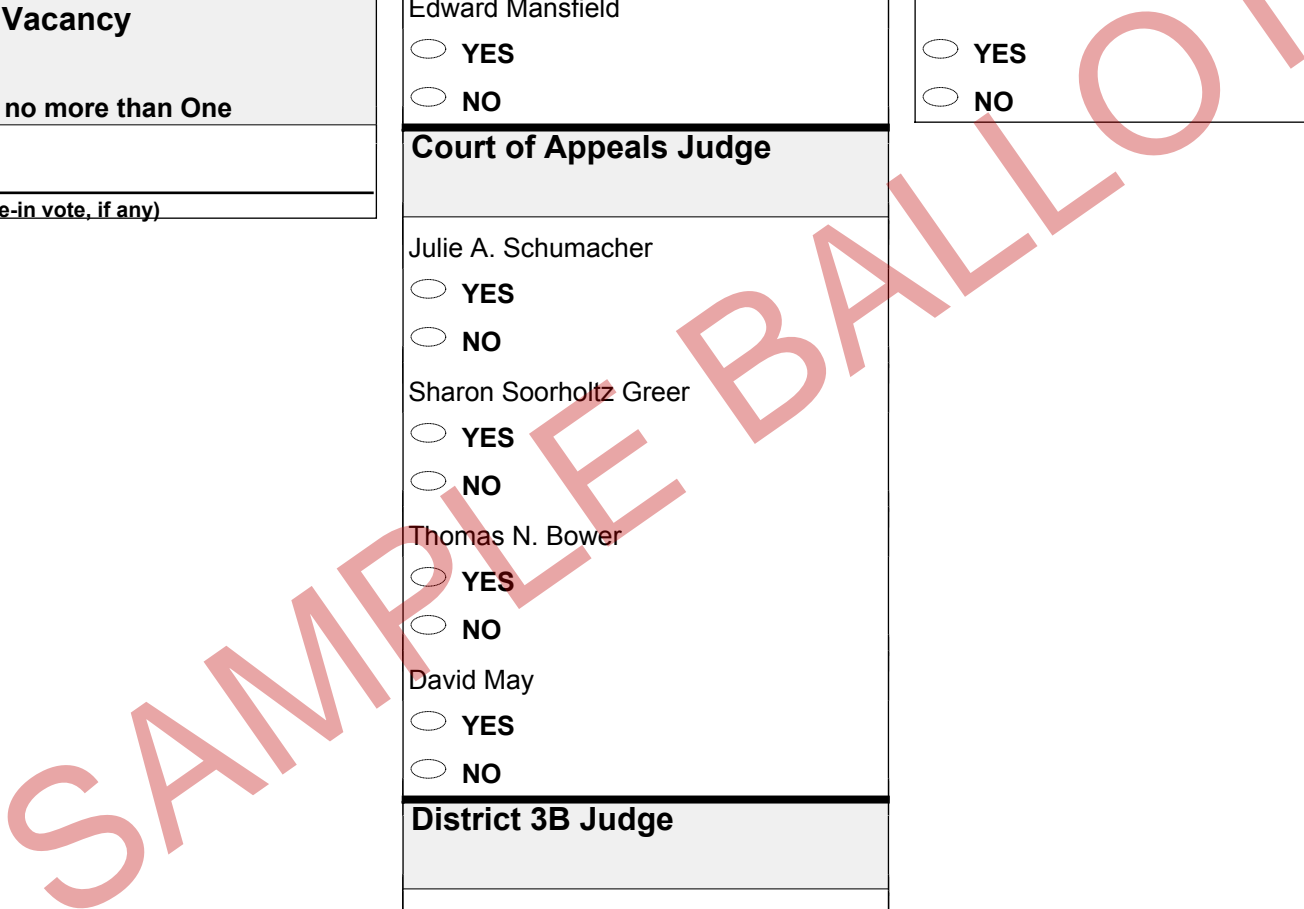 Vacancy
no more than One
e-in vote, if any)
Edward Mansfield
YES
NO
Court of Appeals Judge
Julie A. Schumacher
YES
NO
Sharon Soorholtz Greer
YES
NO
Thomas N. Bower
YES
NO
David May
YES
NO
District 3B Judge
YES
NO
SAMPLE BALLOT